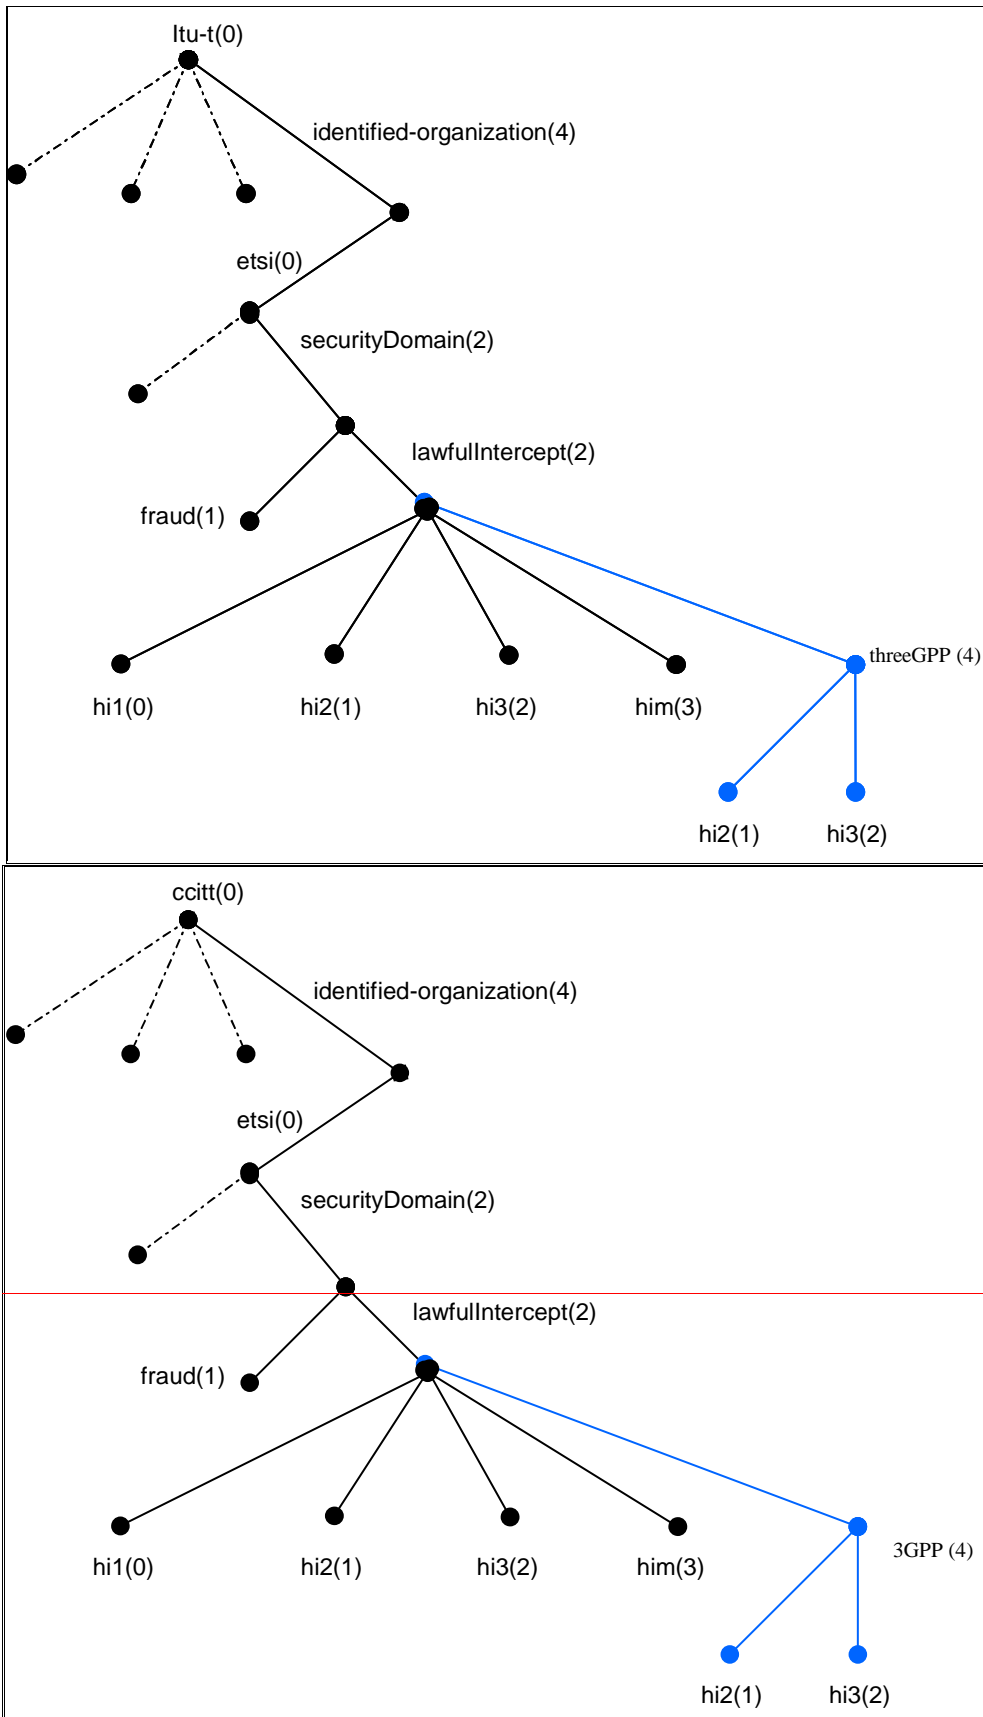 Itu-t(0)
identified-organization(4)
etsi(0)
securityDomain(2)
lawfulIntercept(2)
fraud(1)
threeGPP (4)
hi1(0) hi2(1) hi3(2) him(3)
hi2(1) hi3(2)
ccitt(0)
identified-organization(4)
etsi(0)
securityDomain(2)
lawfulIntercept(2)
fraud(1)
3GPP (4)
hi1(0) hi2(1) hi3(2) him(3)
hi2(1) hi3(2)